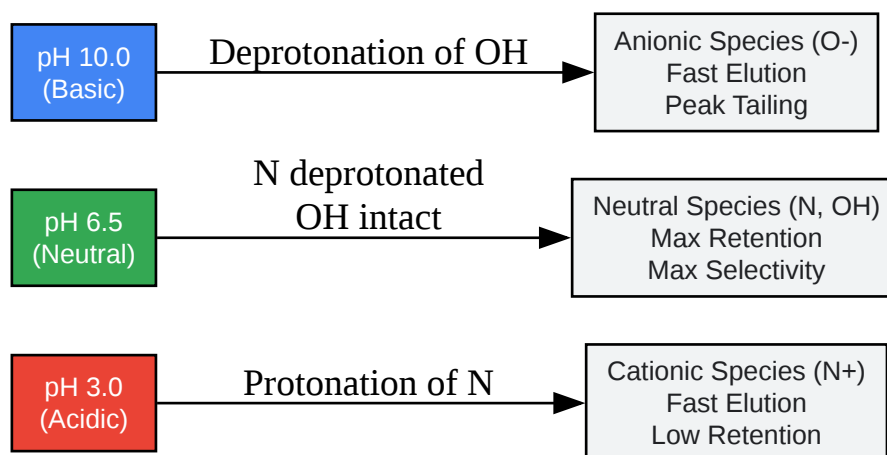 pH 10.0
(Basic)
Deprotonation of OH
Anionic Species (O-)
Fast Elution
Peak Tailing
pH 6.5
(Neutral)
N deprotonated
OH intact
Neutral Species (N, OH)
Max Retention
Max Selectivity
pH 3.0
(Acidic)
Protonation of N
Cationic Species (N+)
Fast Elution
Low Retention